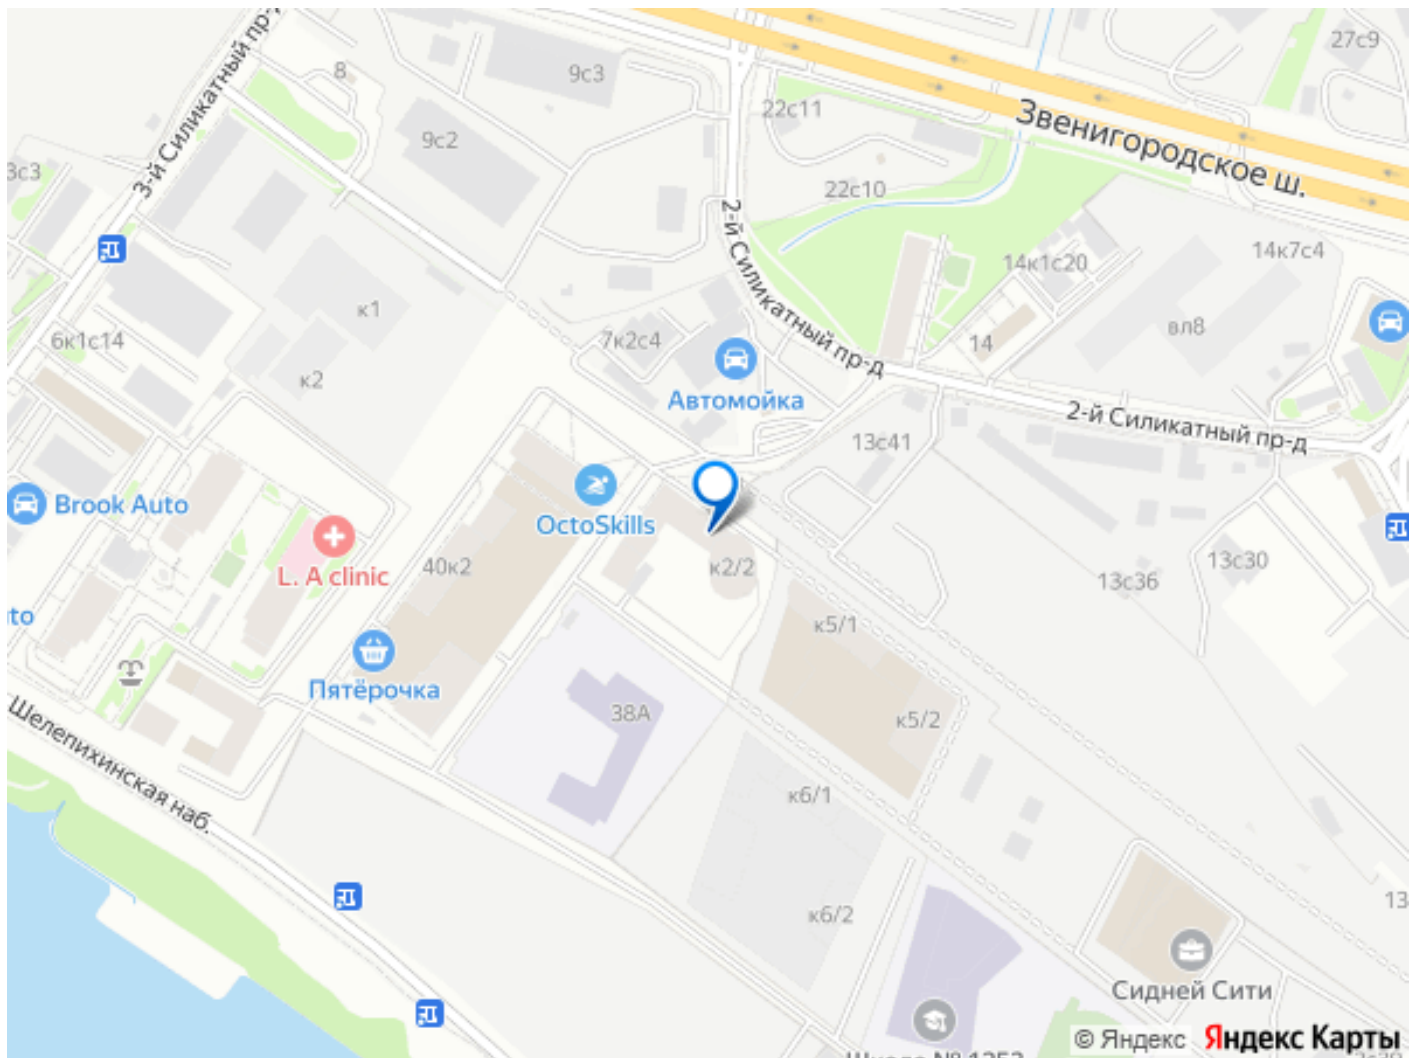 27с9
9с3
8
3-й Силикатный пр-д
22с11
Звенигородское ш.
9с2
3с3
22с10
2-й Силикатный пр-д
14к7с4
14к1с20
к1
вл8
6к1с14
7к2с4
14
к2
Автомойка
2-й Силикатный пр-д
13с41
Brook Auto
OctoSkills
L. A clinic
40к2
к2/2
13с30
13с36
to
к5/1
Пятёрочка
38А
к5/2
Шелепихинская наб.
к6/1
13
к6/2
Сидней Сити
© Яндекс Яндекс Карты